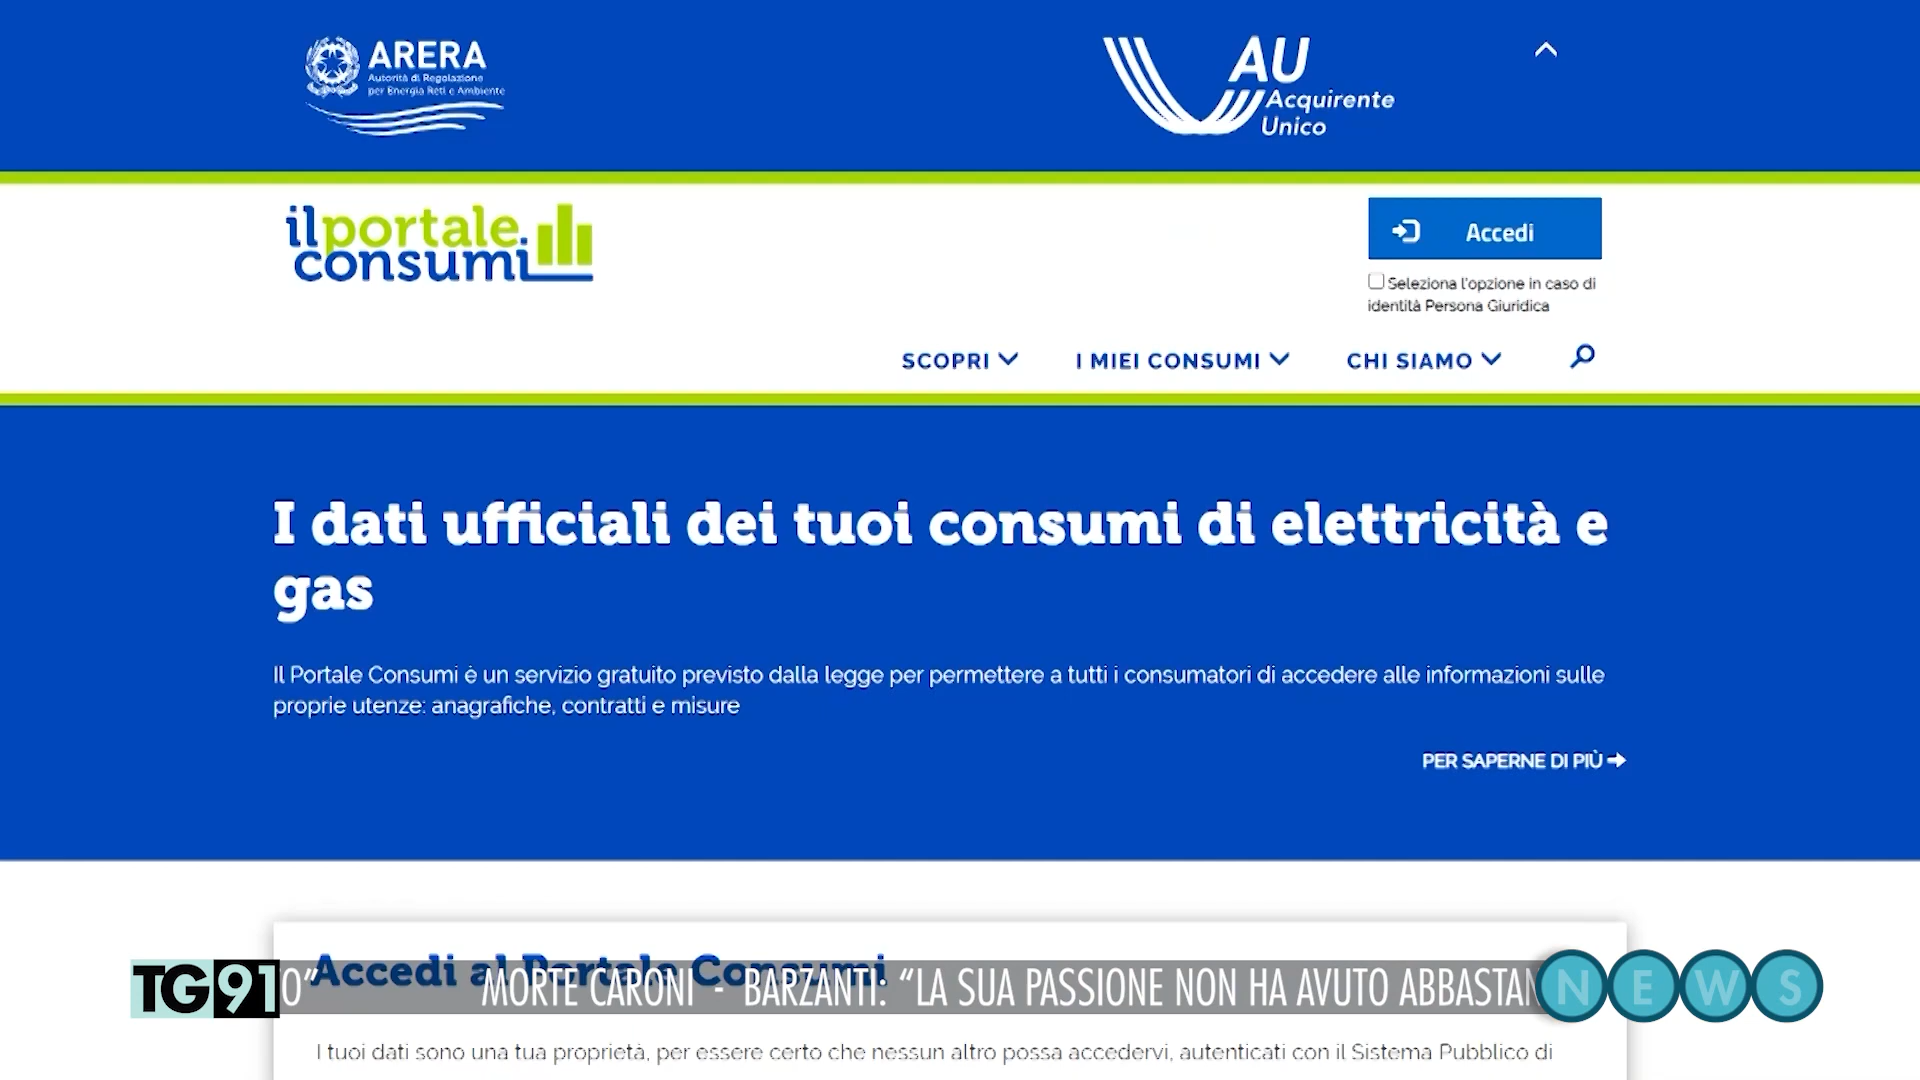 ARERA
Autorità di Regolazione
per Energia Reti e Ambiente
AU
Acquirente
Unico
ilportale
consumi
Accedi
Seleziona l'opzione in caso di
identità Persona Giuridica
SCOPRI
I MIEI CONSUMI
CHI SIAMO
I dati ufficiali dei tuoi consumi di elettricità e
gas
Il Portale Consumi è un servizio gratuito previsto dalla legge per permettere a tutti i consumatori di accedere alle informazioni sulle
proprie utenze: anagrafiche, contratti e misure
PER SAPERNE DI PIÙ
Accedi al Portale Consumi
TG91 O” MORTE CARONI - BARZANTI: “LA SUA PASSIONE NON HA AVUTO ABBASTAN NEWS
I tuoi dati sono una tua proprietà, per essere certo che nessun altro possa accedervi, autenticati con il Sistema Pubblico di